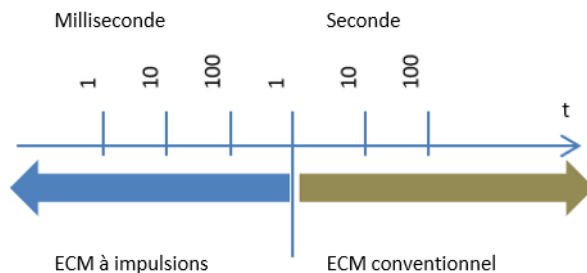 Milliseconde Seconde
1 10 100 1 10 100
t
ECM à impulsions ECM conventionnel